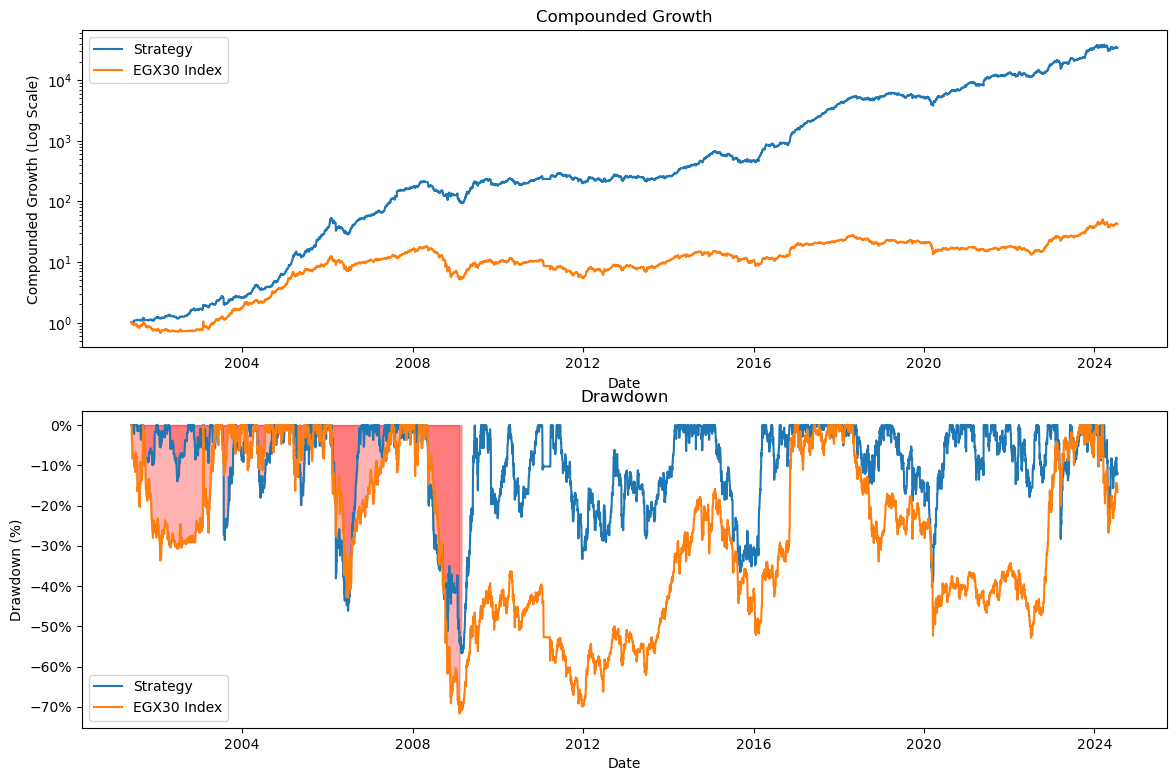 Compounded Growth
Strategy
EGX30 Index
Compounded Growth (Log Scale)
10⁴
10³
10²
10¹
10⁰
2004
2008
2012
2016
2020
2024
Date
Drawdown
Drawdown (%)
0%
−10%
−20%
−30%
−40%
−50%
−60%
−70%
Strategy
EGX30 Index
2004
2008
2012
2016
2020
2024
Date